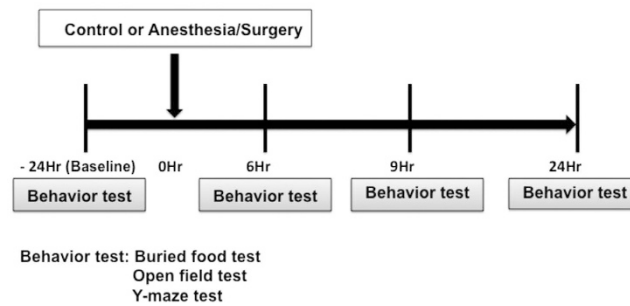 Control or Anesthesia/Surgery
- 24Hr (Baseline) 0Hr 6Hr 9Hr 24Hr
Behavior test Behavior test Behavior test Behavior test
Behavior test: Buried food test
Open field test
Y-maze test